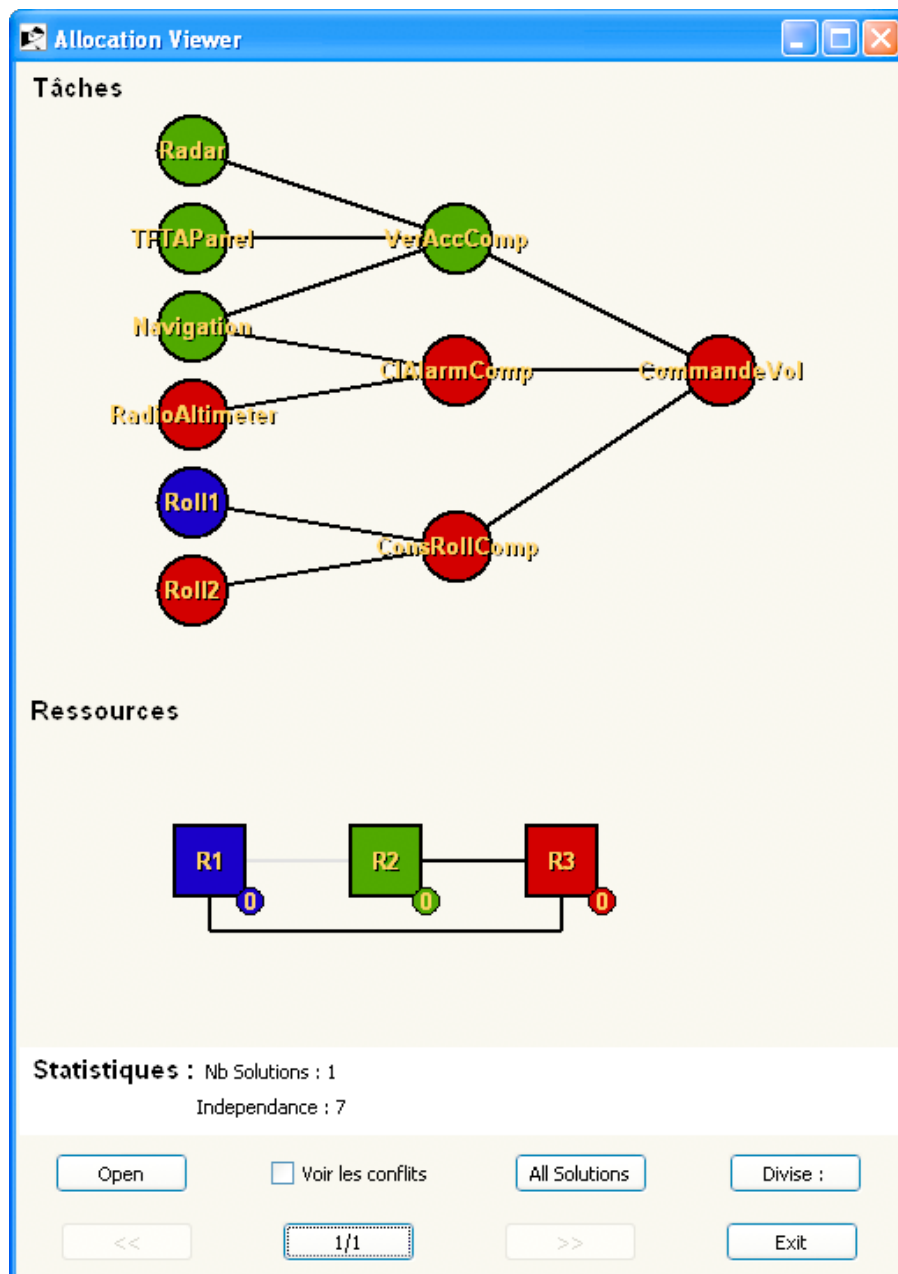 Allocation Viewer
Tâches
Radar
TFTAPannel
VerAccComp
Navigation
ClAlarmComp
CommandeVol
RadioAltimeter
Roll1
ConsRollComp
Roll2
Ressources
R1 R2 R3
0 0 0
Statistiques : Nb Solutions : 1
Independance : 7
Open Voir les conflits All Solutions Divise :
<< 1/1 >> Exit